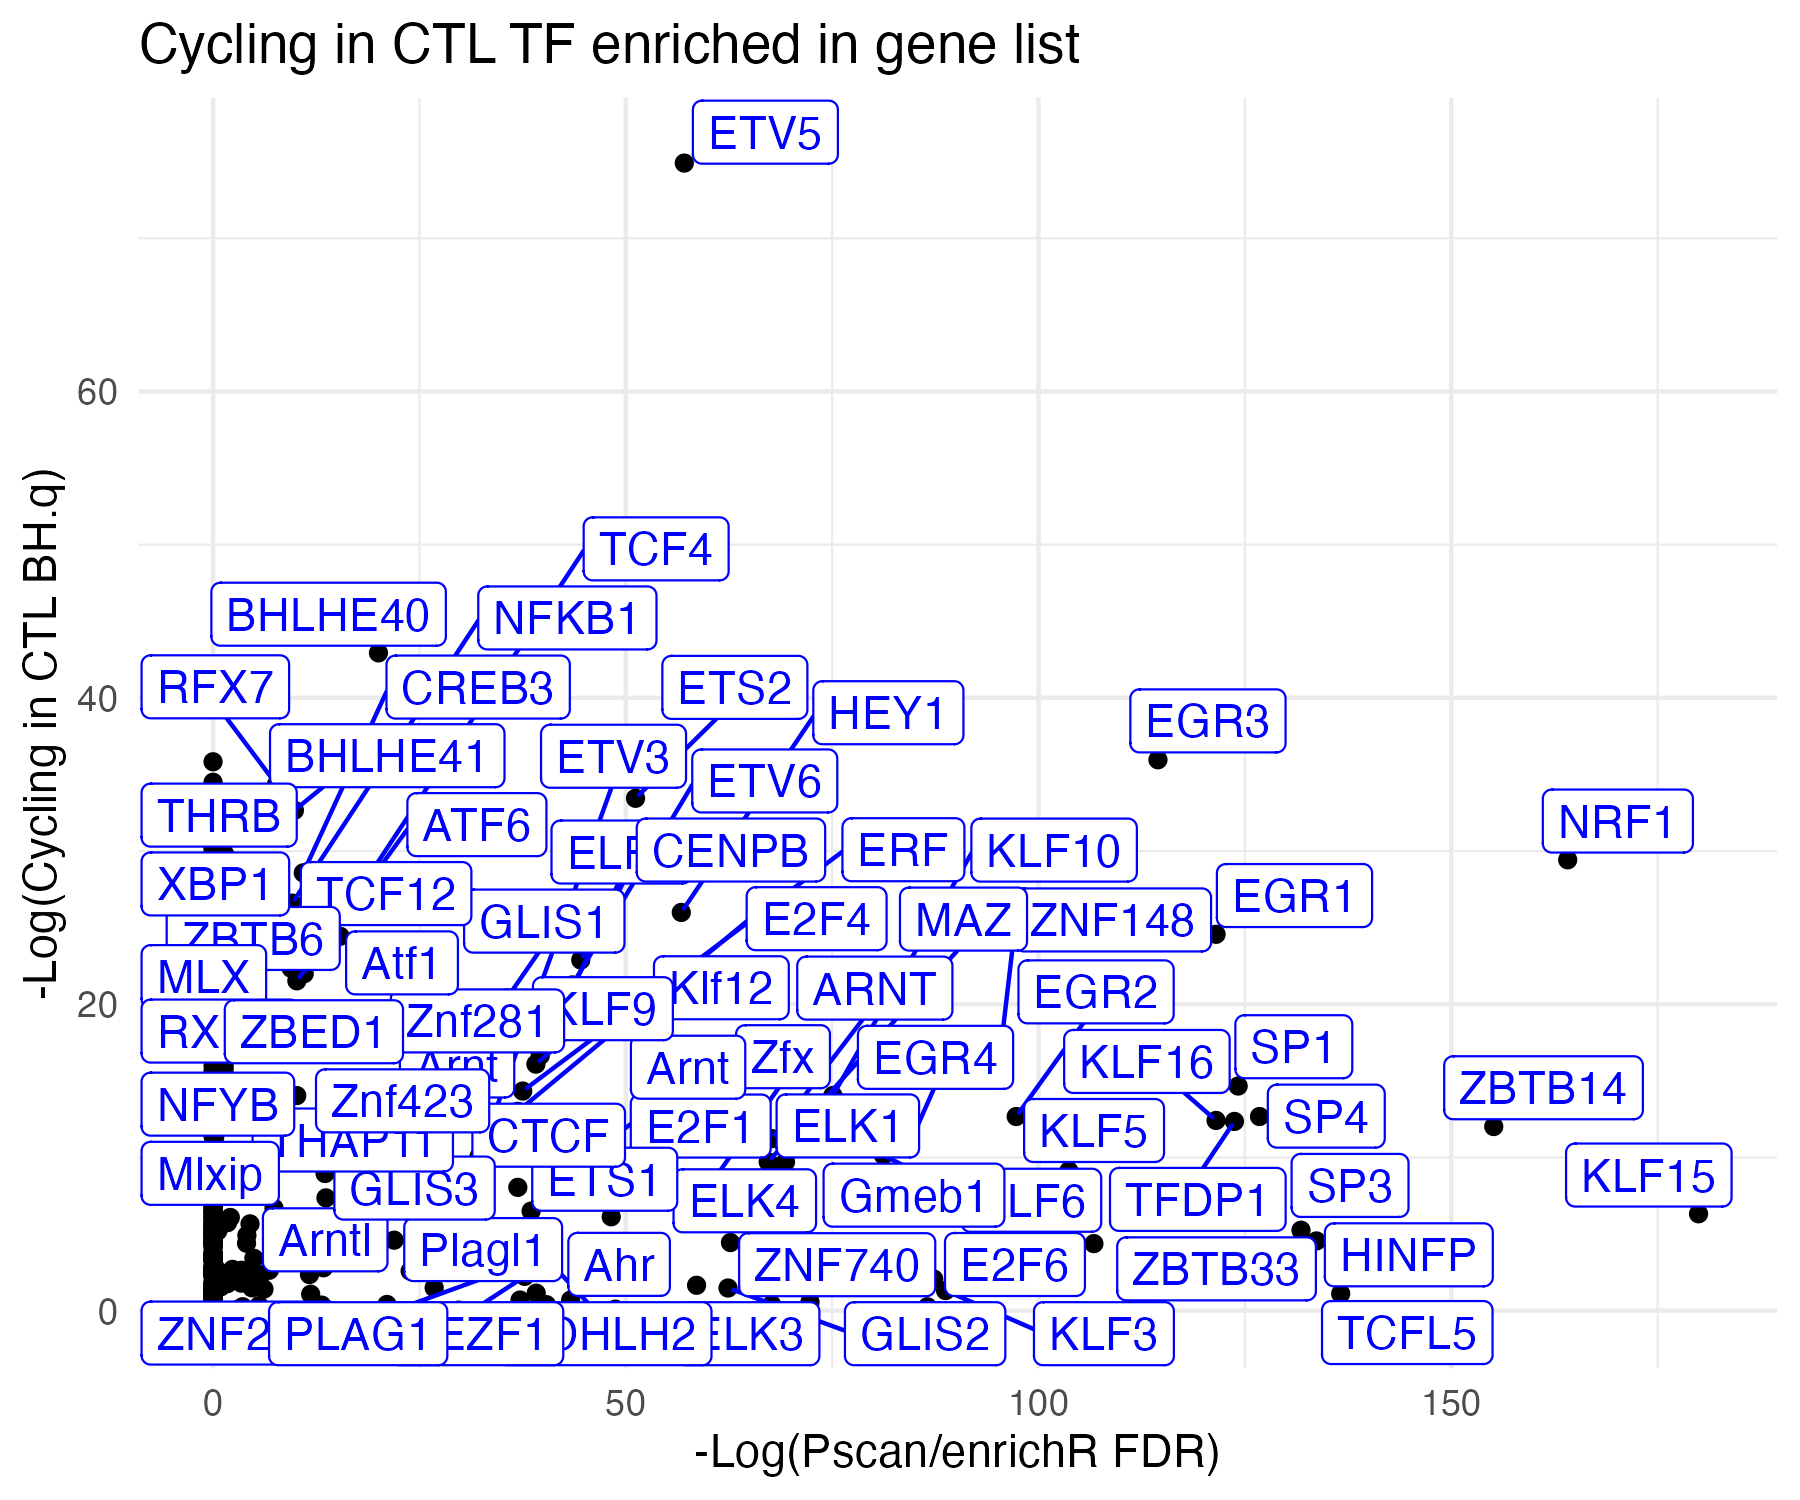 Cycling in CTL TF enriched in gene list
ETV5
60
TCF4
BHLHE40
NFKB1
RFX7
CREB3
ETS2
40
HEY1
EGR3
BHLHE41
ETV3
ETV6
THRB
ATF6
NRF1
CENPB
ERF
KLF10
XBP1
TCF12
EGR1
GLIS1
E2F4
MAZ
ZNF148
ZBTB6
MLX
Atf1
Klf12
ARNT
EGR2
20
RX
ZBED1
Znf281
KLF9
Arnt
Arnt
Zfx
EGR4
KLF16
SP1
ZBTB14
NFYB
Znf423
SP4
THAP11
CTCF
E2F1
ELK1
KLF5
Mlxip
GLIS3
ETS1
ELK4
Gmeb1
LF6
TFDP1
SP3
KLF15
Arntl
Plagl1
Ahr
ZNF740
E2F6
ZBTB33
HINFP
0
ZNF2
PLAG1
EZF1
OHLH2
ELK3
GLIS2
KLF3
TCFL5
0
50
100
150
-Log(Pscan/enrichR FDR)
-Log(Cycling in CTL BH.q)